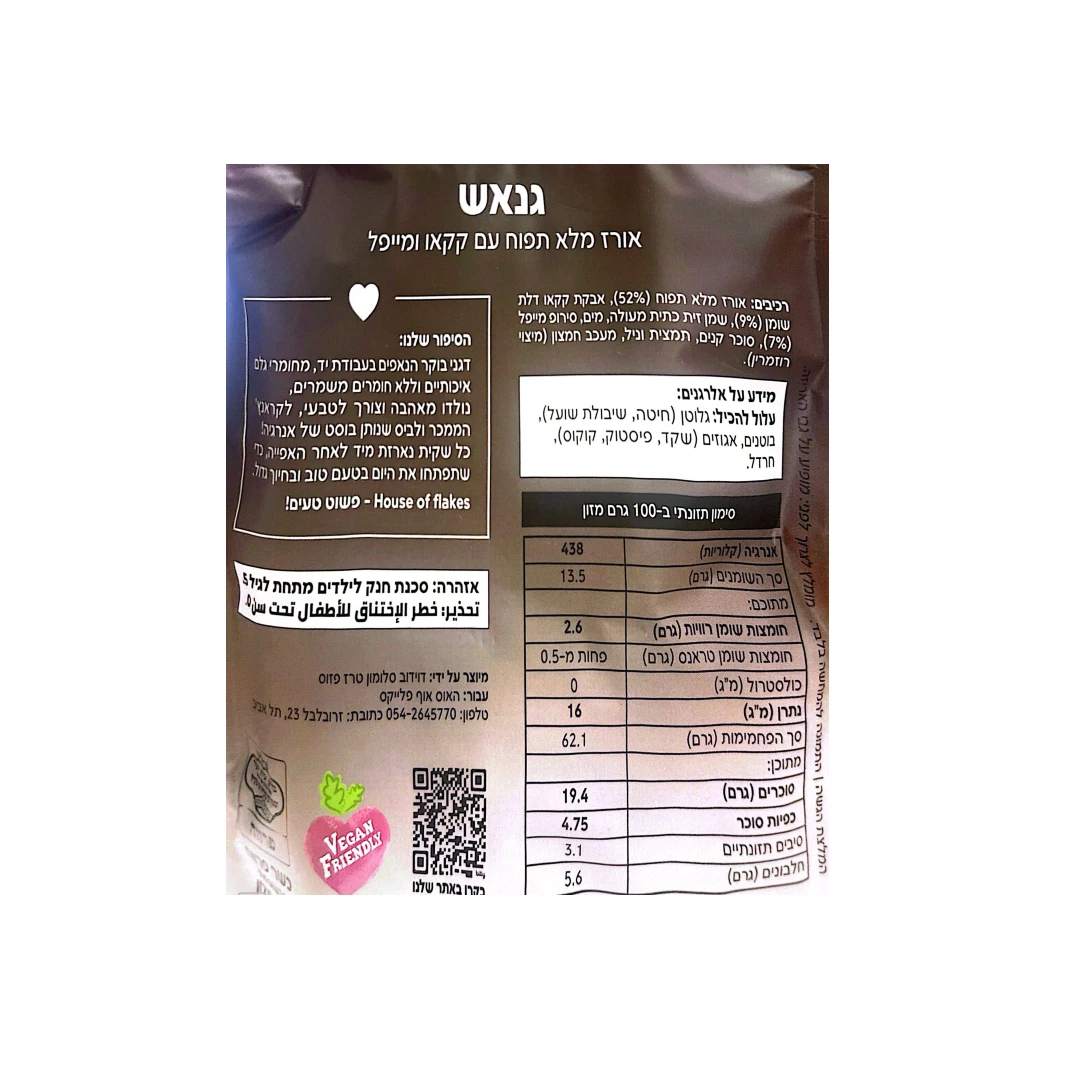 גנאש
אורז מלא תפוח עם קקאו ומייפל
רכיבים: אורז מלא תפוח (52%), אבקת קקאו דלת
שומן (9%), שמן זית כתית מעולה, מים, סירופ מייפל
(7%), סוכר קנים, תמצית וניל, מעכב חמצון (מיצוי
רוזמרין).
מידע על אלרגנים:
עלול להכיל: גלוטן (חיטה, שיבולת שועל),
בוטנים, אגוזים (שקד, פיסטוק, קוקוס),
חרדל.
סימון תזונתי ב-100 גרם מזון
אנרגיה (קלוריות) 438
סך השומנים (גרם) 13.5
מתוכם:
חומצות שומן רוויות (גרם) 2.6
חומצות שומן טראנס (גרם) פחות מ-0.5
כולסטרול (מ"ג) 0
נתרן (מ"ג) 16
סך הפחמימות (גרם) 62.1
מתוכן:
סוכרים (גרם) 19.4
כפיות סוכר 4.75
סיבים תזונתיים 3.1
חלבונים (גרם) 5.6
הסיפור שלנו:
דגני בוקר הנאפים בעבודת יד, מחומרי גלם
איכותיים וללא חומרים משמרים,
נולדו מאהבה וצורך לטבעי, לקראנץ'
הממכר ולביס שנותן בוסט של אנרגיה!
כל שקית נארזת מיד לאחר האפייה, כדי
שתפתחו את היום בטעם טוב ובחיוך גדול.
House of flakes - פשוט טעים!
אזהרה: סכנת חנק לילדים מתחת לגיל 5
تحذير: خطر الإختناق للأطفال تحت سن
מיוצר על ידי: דוידוב סלומון טרז פזוס
עבור: האוס אוף פלייקס
טלפון: 054-2645770 כתובת: זרובלבל 23, תל אביב
VEGAN
FRIENDLY
בקרו באתר שלנו